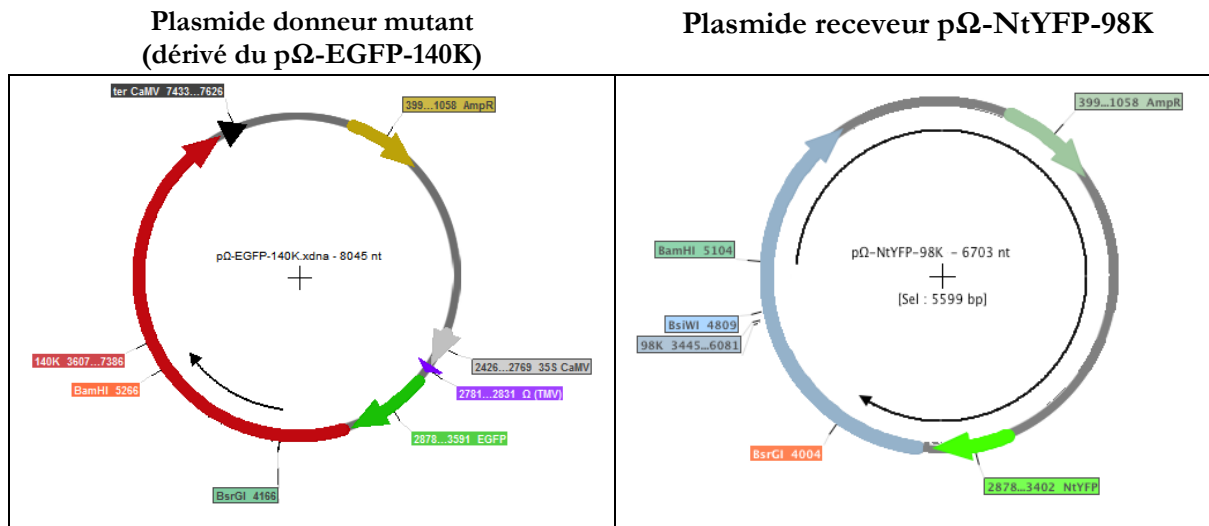 Plasmide donneur mutant
(dérivé du pΩ-EGFP-140K)
Plasmide receveur pΩ-NtYFP-98K
ter CaMV 7433...7626
399...1058 AmpR
pΩ-EGFP-140K.xdna - 8045 nt
140K 3607...7386
BamHI 5266
2426...2769 35S CaMV
2781...2831 Ω (TMV)
2878...3591 EGFP
BsrGI 4166
399...1058 AmpR
BamHI 5104
pΩ-NtYFP-98K - 6703 nt
[Sel : 5599 bp]
BsiWI 4809
98K 3445...6081
BsrGI 4004
2878...3402 NtYFP